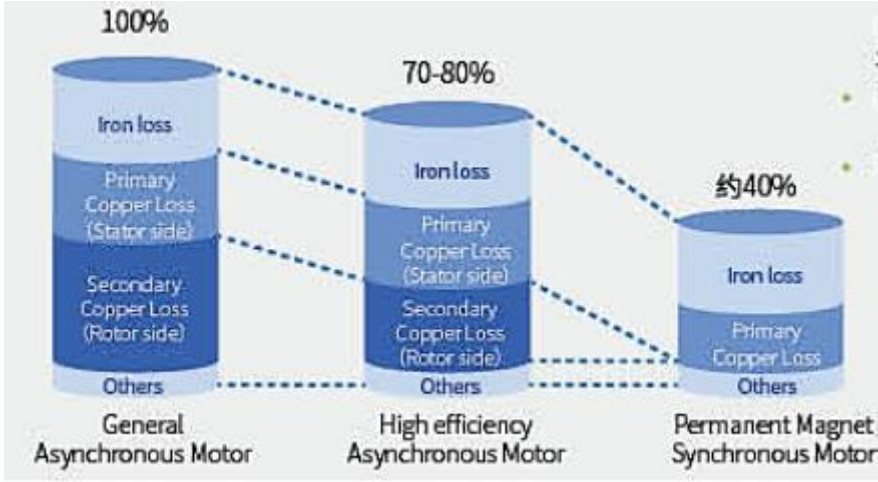 100%
Iron loss
Primary
Copper Loss
(Stator side)
Secondary
Copper Loss
(Rotor side)
Others
General
Asynchronous Motor
70-80%
Iron loss
Primary
Copper Loss
(Stator side)
Secondary
Copper Loss
(Rotor side)
Others
High efficiency
Asynchronous Motor
约40%
Iron loss
Primary
Copper Loss
Others
Permanent Magnet
Synchronous Motor